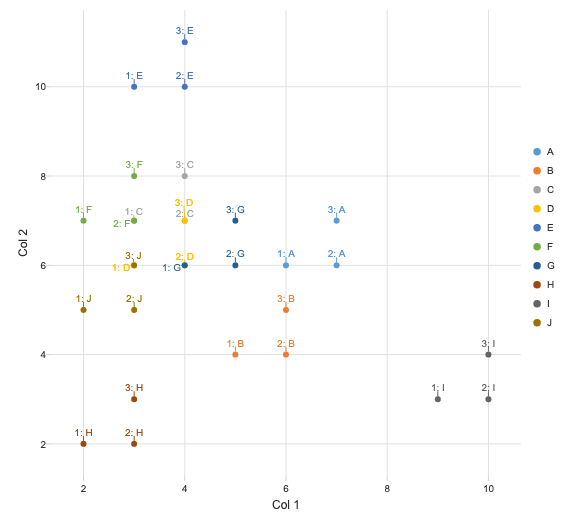 3: E
1: E 2: E
10
3: F 3: C
8
3: D
1: F 1: C 2: C 3: G 3: A
2: F
A
B
C
D
E
F
G
H
I
J
Col 2
3: J 2: D 2: G 1: A 2: A
6
1: D 1: G
1: J 2: J 3: B
1: B 2: B 3: I
4
3: H 1: I 2: I
1: H 2: H
2
2 4 6 8 10
Col 1